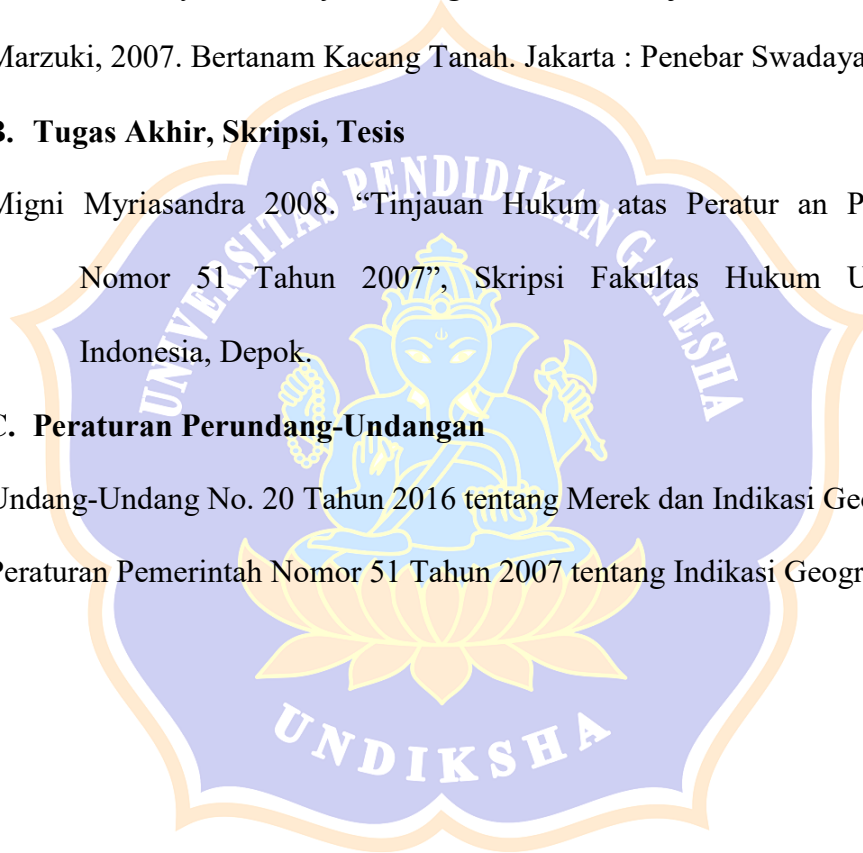 Marzuki, 2007. Bertanam Kacang Tanah. Jakarta : Penebar Swadaya
B. Tugas Akhir, Skripsi, Tesis
Migni Myriasandra 2008. “Tinjauan Hukum atas Peratur an P
Nomor 51 Tahun 2007”, Skripsi Fakultas Hukum U
Indonesia, Depok.
C. Peraturan Perundang-Undangan
Undang-Undang No. 20 Tahun 2016 tentang Merek dan Indikasi Geo
Peraturan Pemerintah Nomor 51 Tahun 2007 tentang Indikasi Geogr
UNIVERSITAS PENDIDIKAN GANESHA
UNDIKSHA